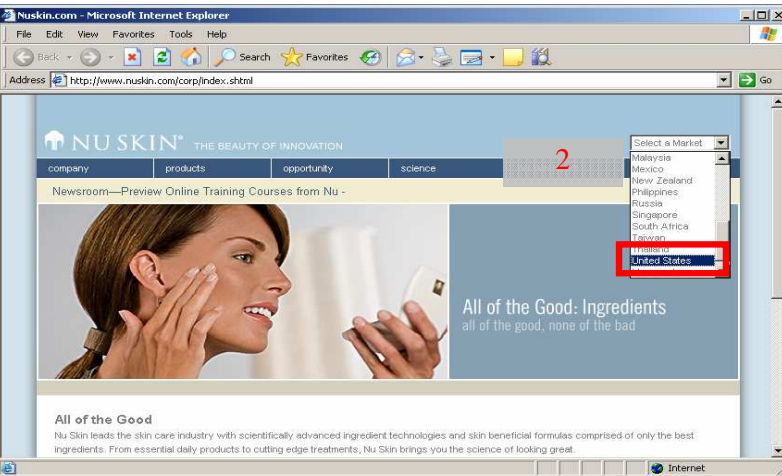 Nuskin.com - Microsoft Internet Explorer
File Edit View Favorites Tools Help
Back Search Favorites
Address http://www.nuskin.com/corp/index.shtml Go
NU SKIN® THE BEAUTY OF INNOVATION
Select a Market
company products opportunity science
2
Malaysia
Mexico
New Zealand
Philippines
Russia
Singapore
South Africa
Taiwan
Thailand
United States
Newsroom—Preview Online Training Courses from Nu -
All of the Good: Ingredients
all of the good, none of the bad
All of the Good
Nu Skin leads the skin care industry with scientifically advanced ingredient technologies and skin beneficial formulas comprised of only the best
ingredients. From essential daily products to cutting edge treatments, Nu Skin brings you the science of looking great.
Internet